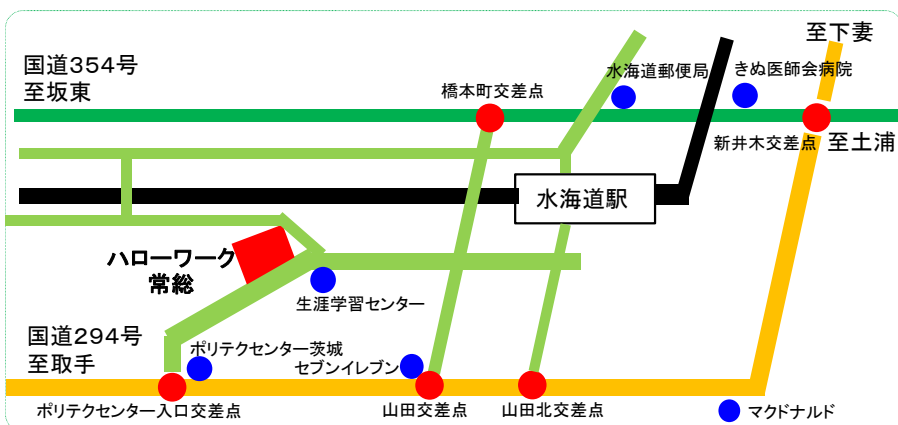 至下妻
国道354号
至坂東
水海道郵便局
きぬ医師会病院
橋本町交差点
新井木交差点
至土浦
水海道駅
ハローワーク
常総
生涯学習センター
国道294号
至取手
ポリテクセンター茨城
セブンイレブン
ポリテクセンター入口交差点
山田交差点
山田北交差点
マクドナルド